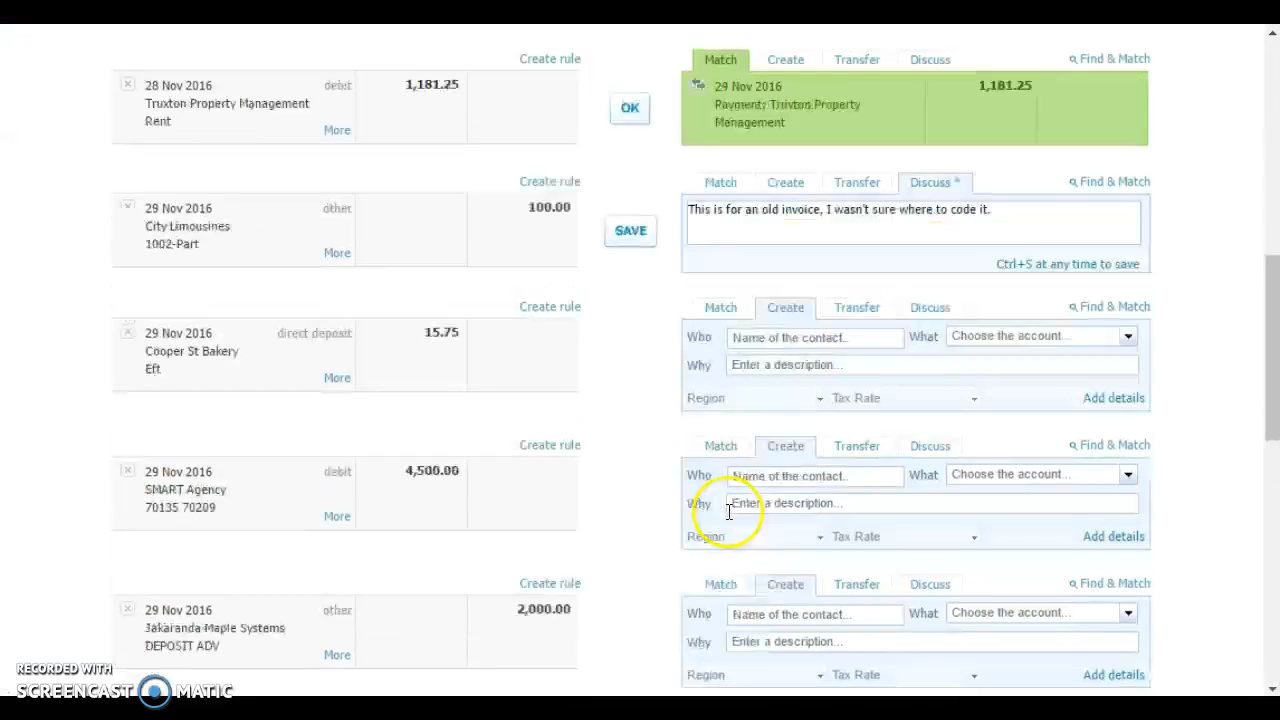 Create rule
Match Create Transfer Discuss Find & Match
28 Nov 2016 debit 1,181.25
Truxton Property Management
Rent
More
OK
29 Nov 2016 1,181.25
Payment: Truxton Property
Management
Create rule
Match Create Transfer Discuss * Find & Match
29 Nov 2016 other 100.00
City Limousines
1002-Part
More
SAVE
This is for an old invoice, I wasn't sure where to code it.
Ctrl+S at any time to save
Create rule
Match Create Transfer Discuss Find & Match
29 Nov 2016 direct deposit 15.75
Cooper St Bakery
Eft
More
Who Name of the contact.. What Choose the account...
Why Enter a description...
Region Tax Rate Add details
Create rule
Match Create Transfer Discuss Find & Match
29 Nov 2016 debit 4,500.00
SMART Agency
70135 70209
More
Who Name of the contact.. What Choose the account...
Why Enter a description...
Region Tax Rate Add details
Create rule
Match Create Transfer Discuss Find & Match
29 Nov 2016 other 2,000.00
Jakaranda Maple Systems
DEPOSIT ADV
More
Who Name of the contact... What Choose the account...
Why Enter a description...
Region Tax Rate Add details
RECORDED WITH
SCREENCAST MATIC